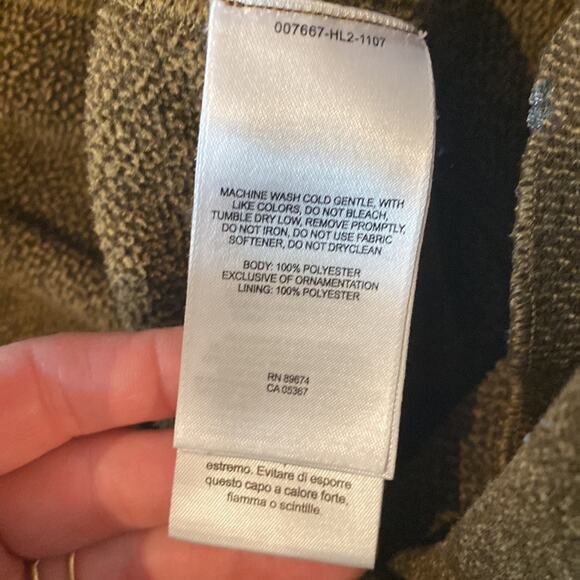 007667-HL2-1107
MACHINE WASH COLD GENTLE, WITH
LIKE COLORS, DO NOT BLEACH,
TUMBLE DRY LOW, REMOVE PROMPTLY.
DO NOT IRON, DO NOT USE FABRIC
SOFTENER, DO NOT DRYCLEAN
BODY: 100% POLYESTER
EXCLUSIVE OF ORNAMENTATION
LINING: 100% POLYESTER
RN 89674
CA 05367
estremo. Evitare di esporre
questo capo a calore forte,
fiamma o scintille.